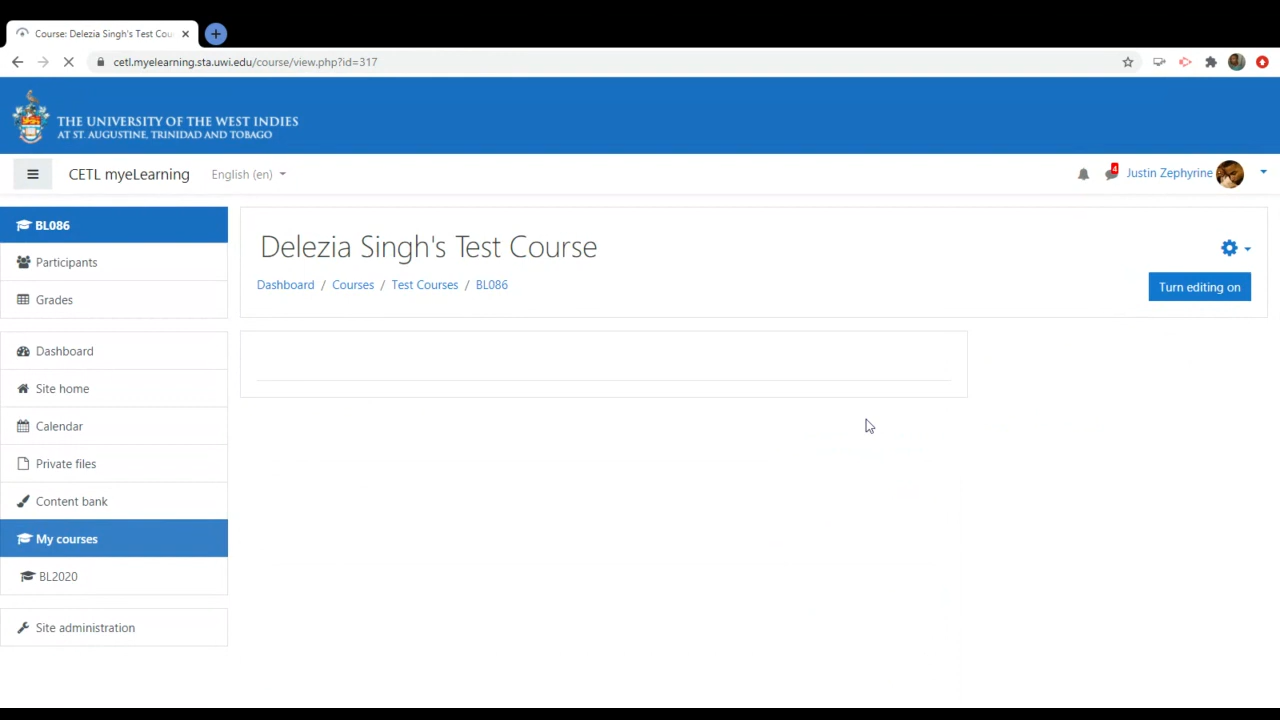 Course: Delezia Singh's Test Cou
cetl.myelearning.sta.uwi.edu/course/view.php?id=317
THE UNIVERSITY OF THE WEST INDIES
AT ST. AUGUSTINE, TRINIDAD AND TOBAGO
CETL myeLearning
English (en)
4
Justin Zephyrine
BL086
Participants
Grades
Dashboard
Site home
Calendar
Private files
Content bank
My courses
BL2020
Site administration
Delezia Singh's Test Course
Dashboard / Courses / Test Courses / BL086
Turn editing on